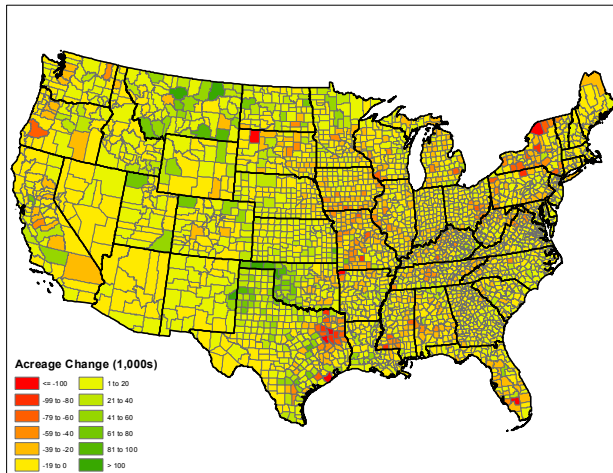 Acreage Change (1,000s)
<= -100
-99 to -80
-79 to -60
-59 to -40
-39 to -20
-19 to 0
1 to 20
21 to 40
41 to 60
61 to 80
81 to 100
> 100